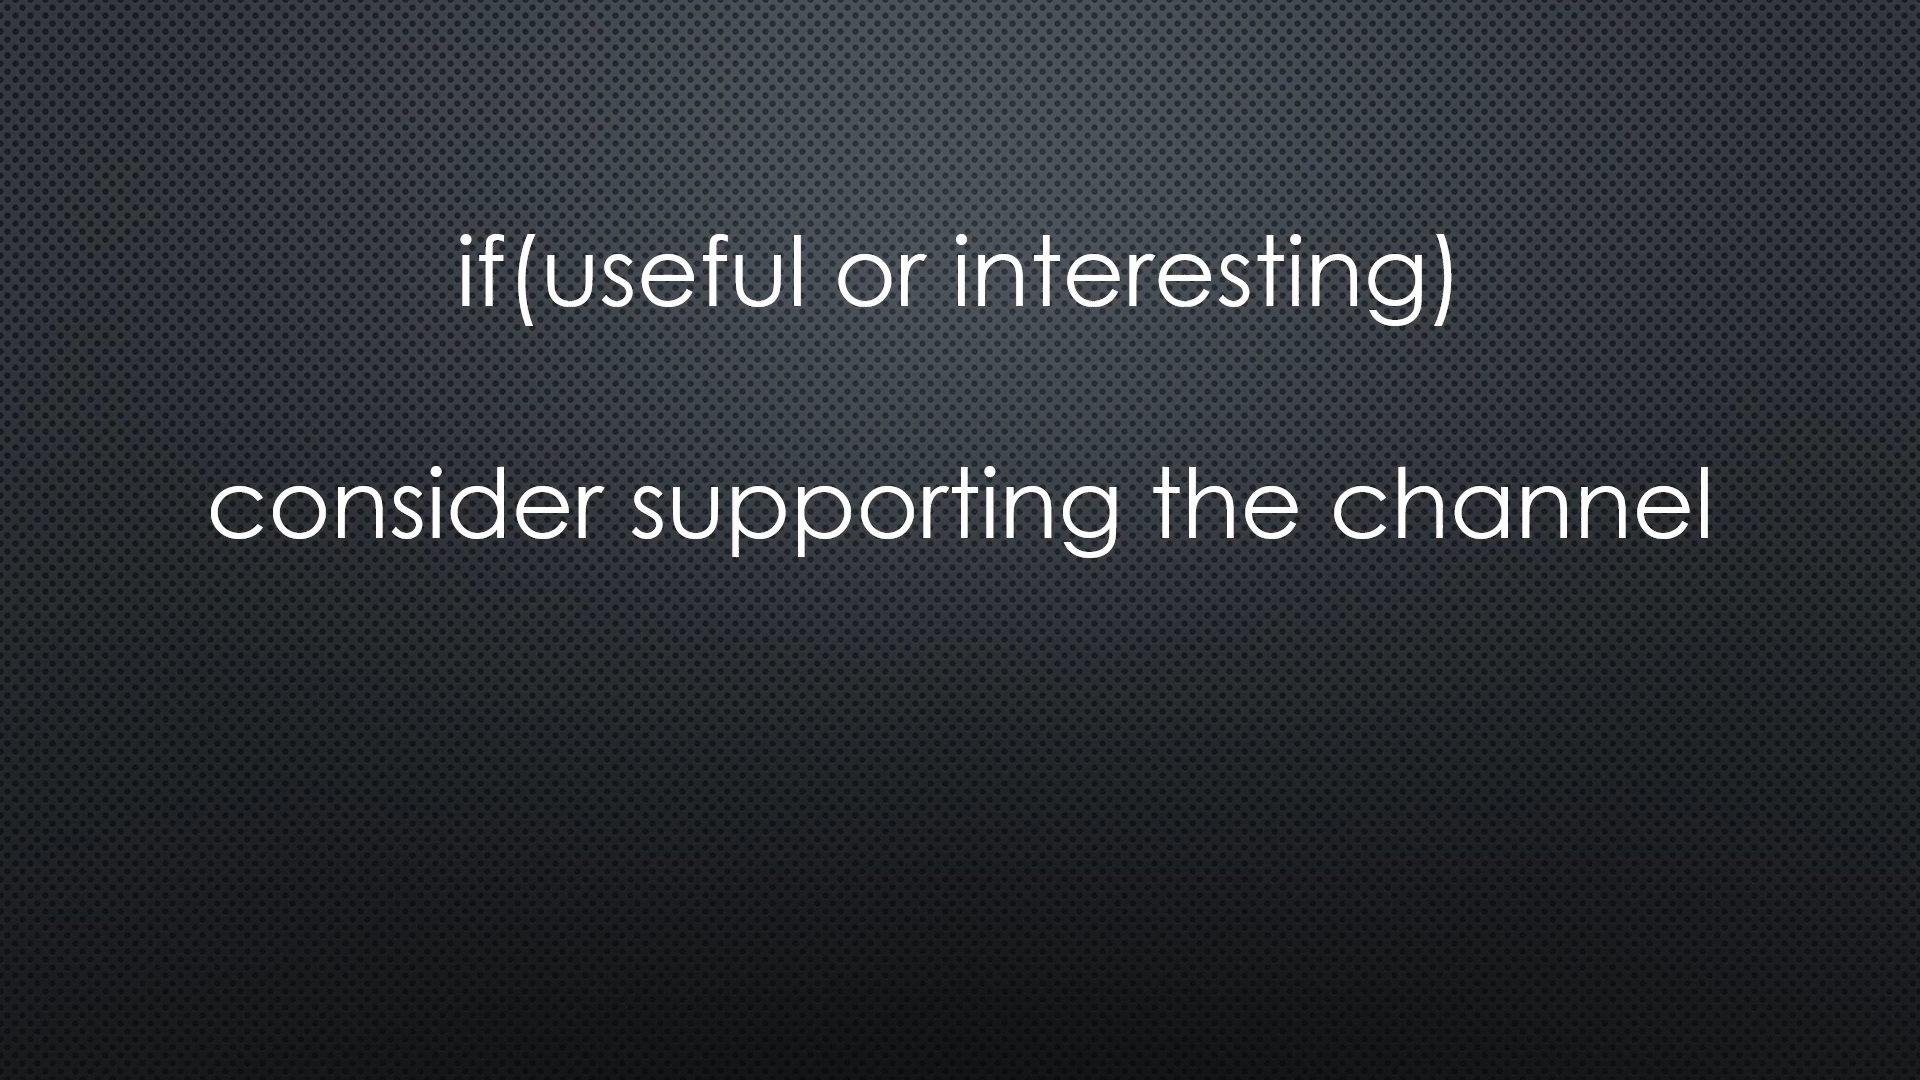 if(useful or interesting)
consider supporting the channel